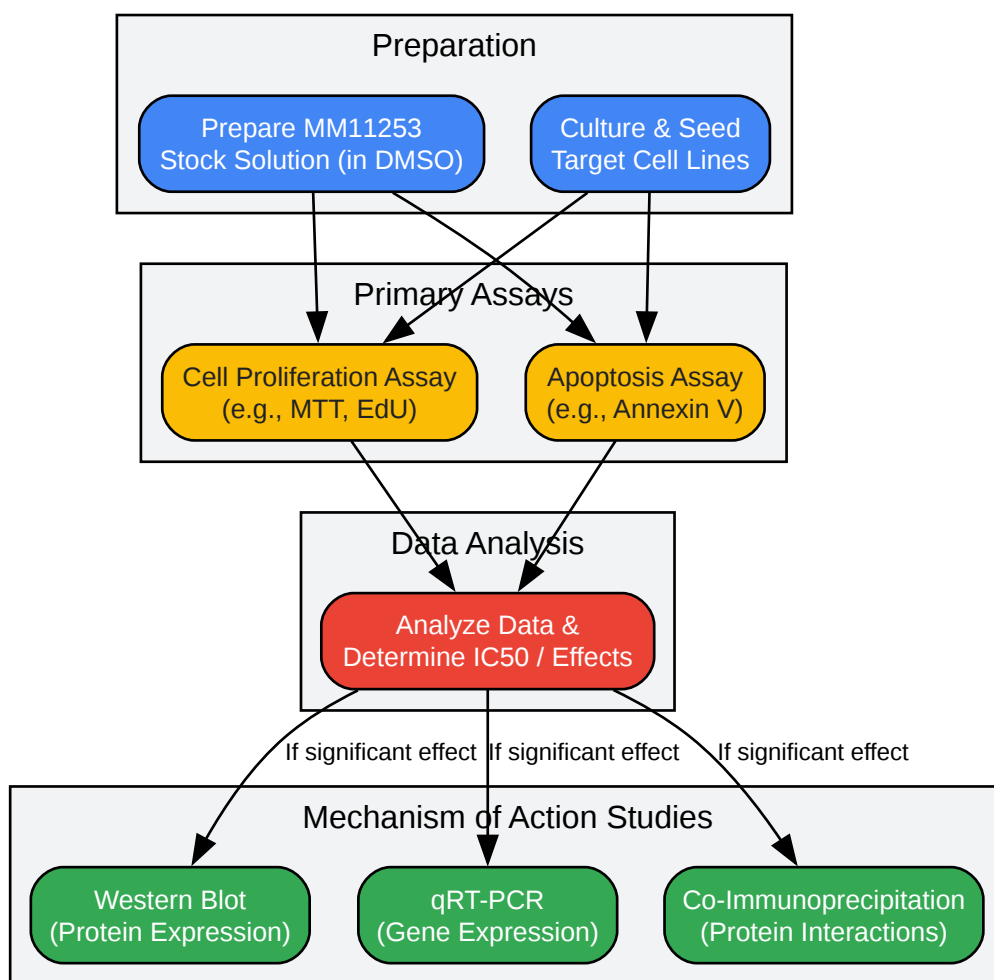 Preparation
Prepare MM11253
Stock Solution (in DMSO)
Culture & Seed
Target Cell Lines
Primary Assays
Cell Proliferation Assay
(e.g., MTT, EdU)
Apoptosis Assay
(e.g., Annexin V)
Data Analysis
Analyze Data &
Determine IC50 / Effects
If significant effect
If significant effect
If significant effect
Mechanism of Action Studies
Western Blot
(Protein Expression)
qRT-PCR
(Gene Expression)
Co-Immunoprecipitation
(Protein Interactions)